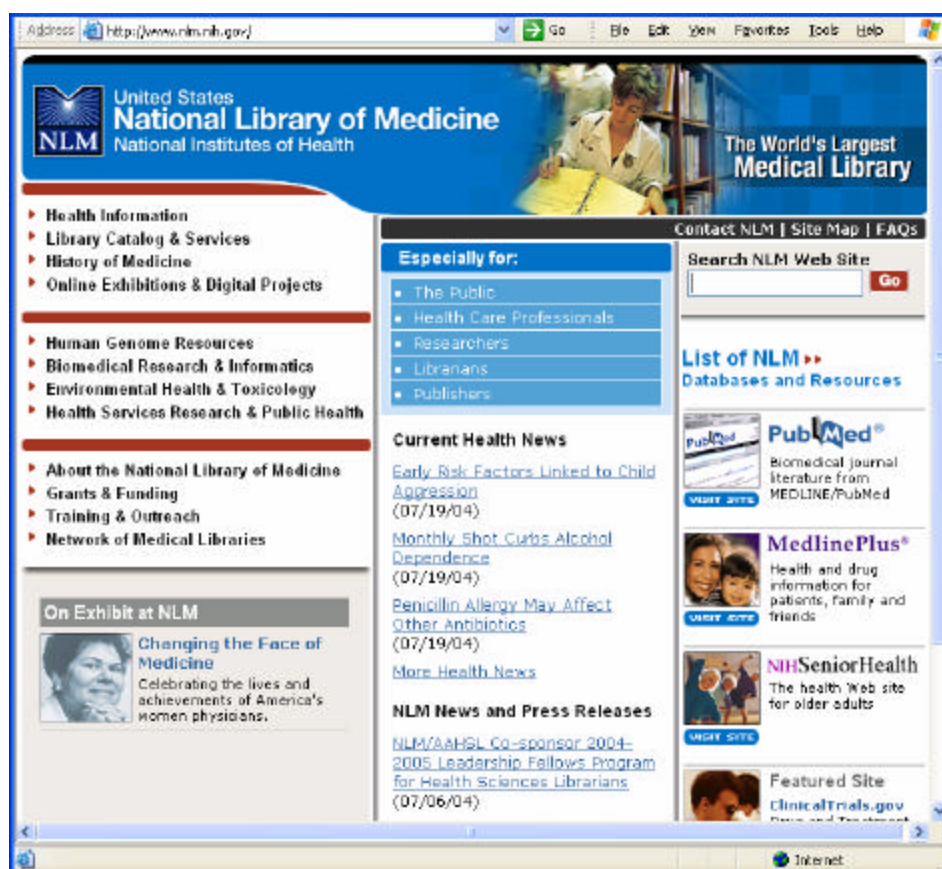 Address http://www.nlm.nih.gov/ Go File Edit View Favorites Tools Help
NLM
United States
National Library of Medicine
National Institutes of Health
The World's Largest
Medical Library
Health Information
Library Catalog & Services
History of Medicine
Online Exhibitions & Digital Projects
Human Genome Resources
Biomedical Research & Informatics
Environmental Health & Toxicology
Health Services Research & Public Health
About the National Library of Medicine
Grants & Funding
Training & Outreach
Network of Medical Libraries
On Exhibit at NLM
Changing the Face of
Medicine
Celebrating the lives and
achievements of America's
women physicians.
Contact NLM | Site Map | FAQs
Especially for:
The Public
Health Care Professionals
Researchers
Librarians
Publishers
Current Health News
Early Risk Factors Linked to Child
Aggression
(07/19/04)
Monthly Shot Curbs Alcohol
Dependence
(07/19/04)
Penicillin Allergy May Affect
Other Antibiotics
(07/19/04)
More Health News
NLM News and Press Releases
NLM/AAHSL Co-sponsor 2004-
2005 Leadership Fellows Program
for Health Sciences Librarians
(07/06/04)
Search NLM Web Site
Go
List of NLM
Databases and Resources
PubMed
VISIT SITE
PubMed®
Biomedical journal
literature from
MEDLINE/PubMed
MedlinePlus®
Health and drug
information for
patients, family and
friends
VISIT SITE
NIHSeniorHealth
The health Web site
for older adults
VISIT SITE
Featured Site
ClinicalTrials.gov
Drug and Treatment
Internet